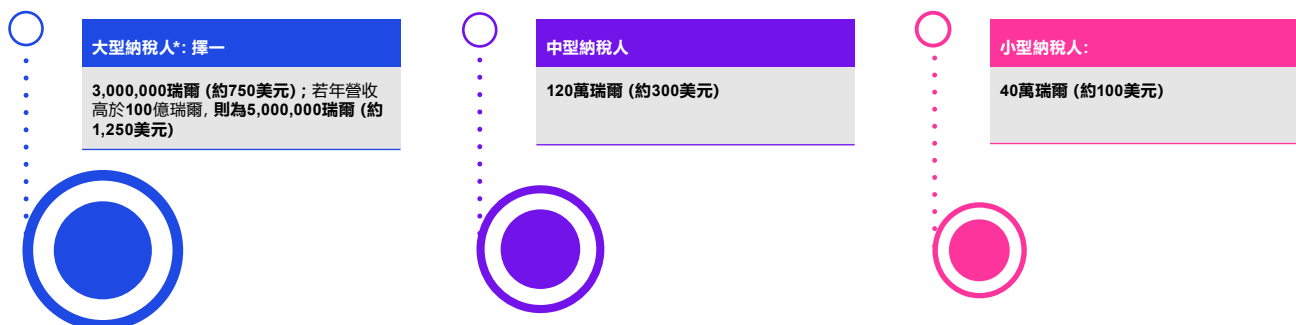 大型納稅人*: 擇一
3,000,000瑞爾 (約750美元) ; 若年營收
高於100億瑞爾, 則為5,000,000瑞爾 (約
1,250美元)
中型納稅人
120萬瑞爾 (約300美元)
小型納稅人:
40萬瑞爾 (約100美元)